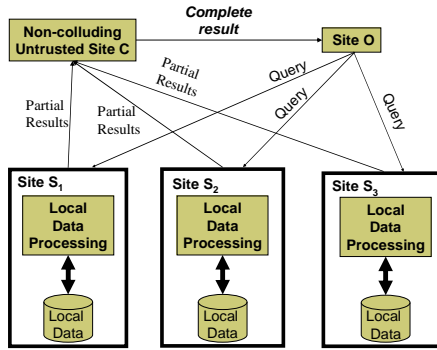 Complete
result
Non-colluding
Untrusted Site C
Site O
Partial
Results
Partial
Results
Partial
Results
Query
Query
Query
Site S1
Local
Data
Processing
Local
Data
Site S2
Local
Data
Processing
Local
Data
Site S3
Local
Data
Processing
Local
Data